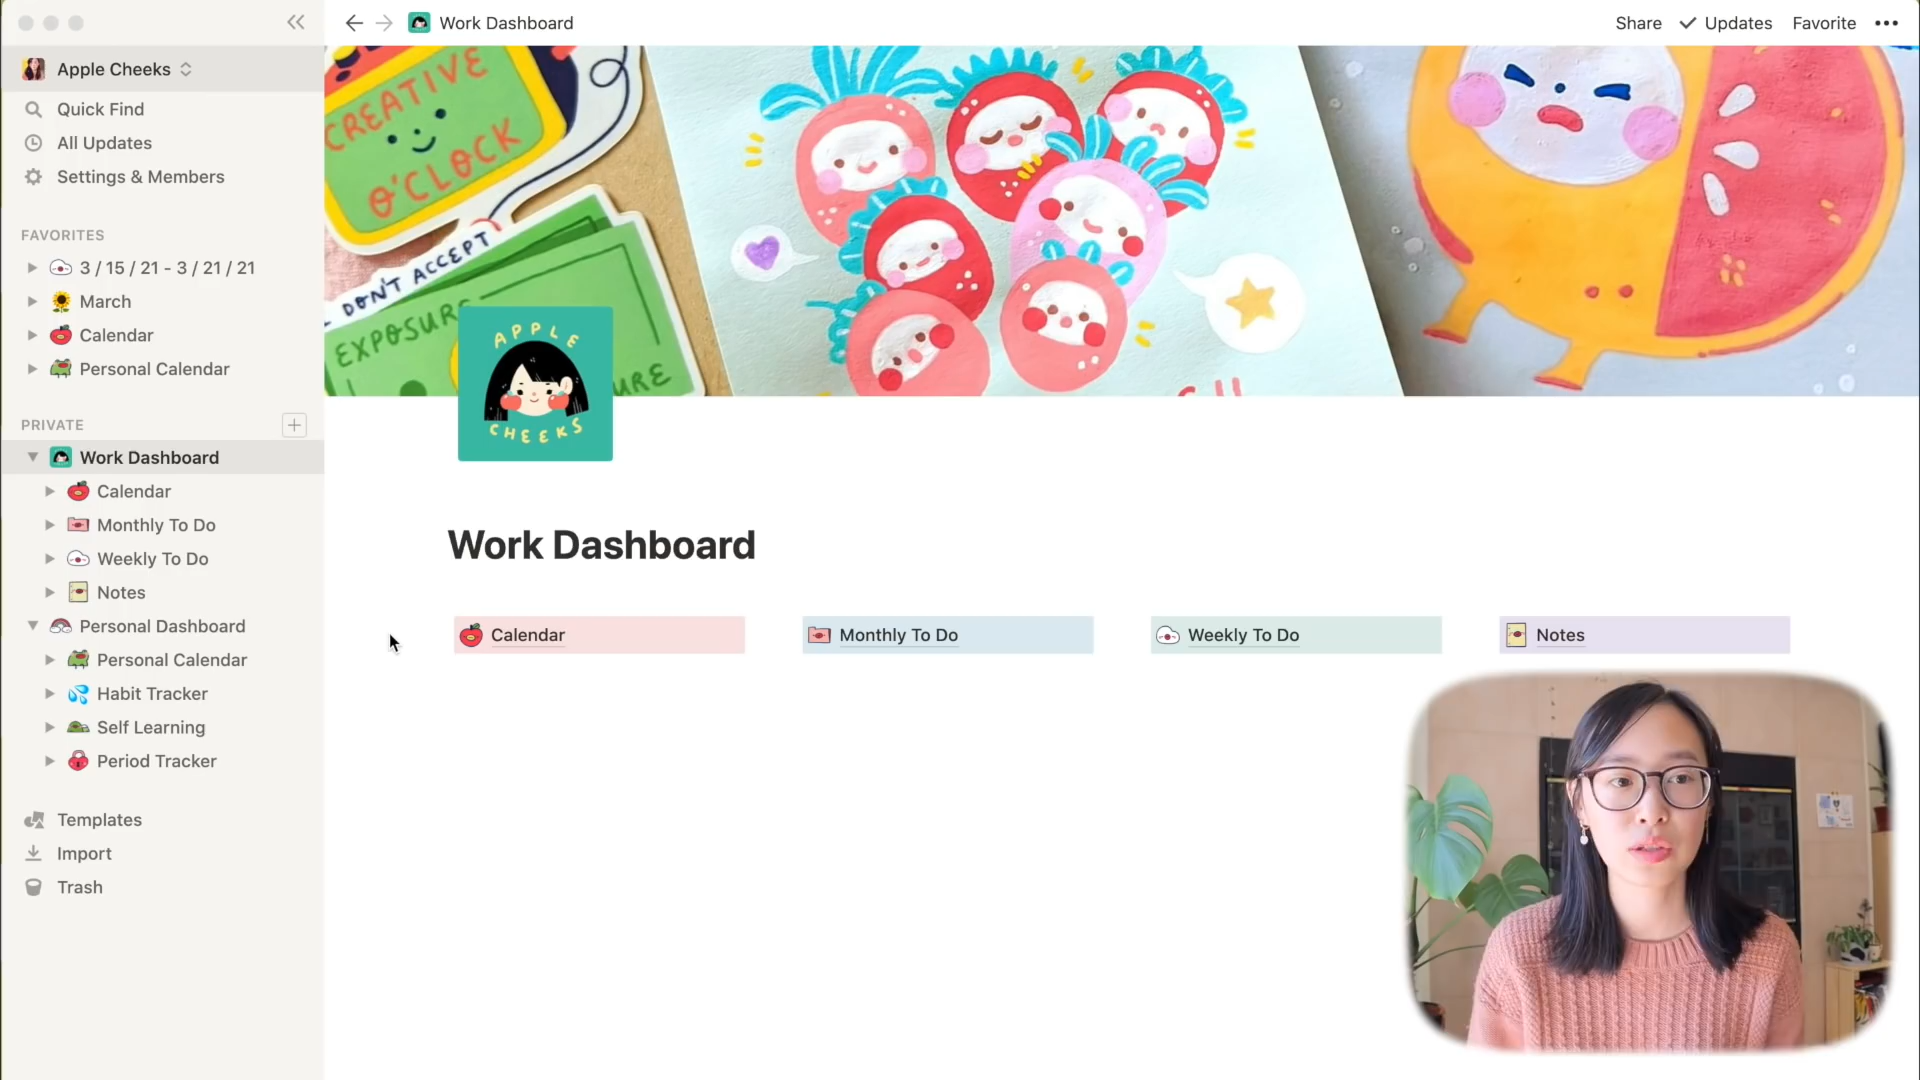 Work Dashboard
Share
Updates
Favorite
Apple Cheeks
Quick Find
All Updates
Settings & Members
FAVORITES
3 / 15 / 21 - 3 / 21 / 21
March
Calendar
Personal Calendar
PRIVATE
Work Dashboard
Calendar
Monthly To Do
Weekly To Do
Notes
Personal Dashboard
Personal Calendar
Habit Tracker
Self Learning
Period Tracker
Templates
Import
Trash
CREATIVE
O'CLOCK
DON'T ACCEPT
EXPOSURE
URE
APPLE
CHEEKS
Work Dashboard
Calendar
Monthly To Do
Weekly To Do
Notes